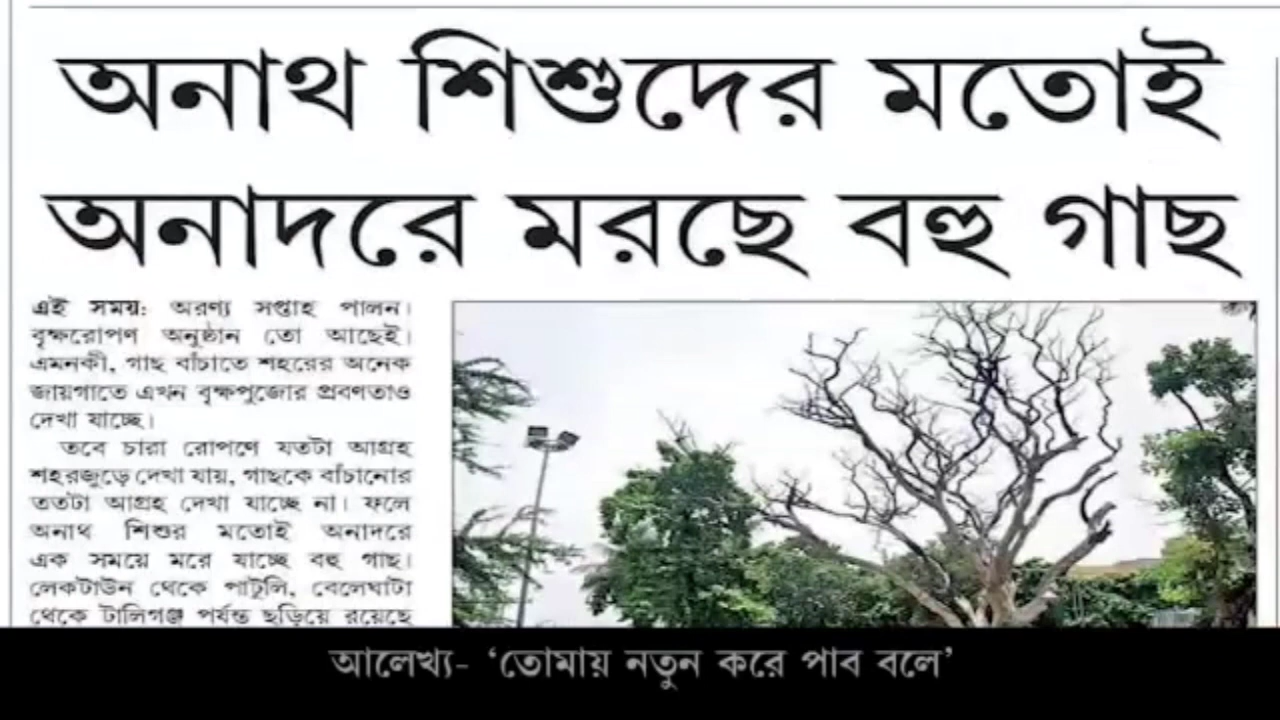 অনাথ শিশুদের মতোই
অনাদরে মরছে বহু গাছ
এই সময়: অরণ্য সপ্তাহ পালন।
বৃক্ষরোপণ অনুষ্ঠান তো আছেই।
এমনকী, গাছ বাঁচাতে শহরের অনেক
জায়গাতে এখন বৃক্ষপুজোর প্রবণতাও
দেখা যাচ্ছে।
তবে চারা রোপণে যতটা আগ্রহ
শহরজুড়ে দেখা যায়, গাছকে বাঁচানোর
ততটা আগ্রহ দেখা যাচ্ছে না। ফলে
অনাথ শিশুর মতোই অনাদরে
এক সময়ে মরে যাচ্ছে বহু গাছ।
লেকটাউন থেকে পাটুলি, বেলেঘাটা
থেকে টালিগঞ্জ পর্যন্ত ছড়িয়ে রয়েছে
আলেখ্য- ‘তোমায় নতুন করে পাব বলে’